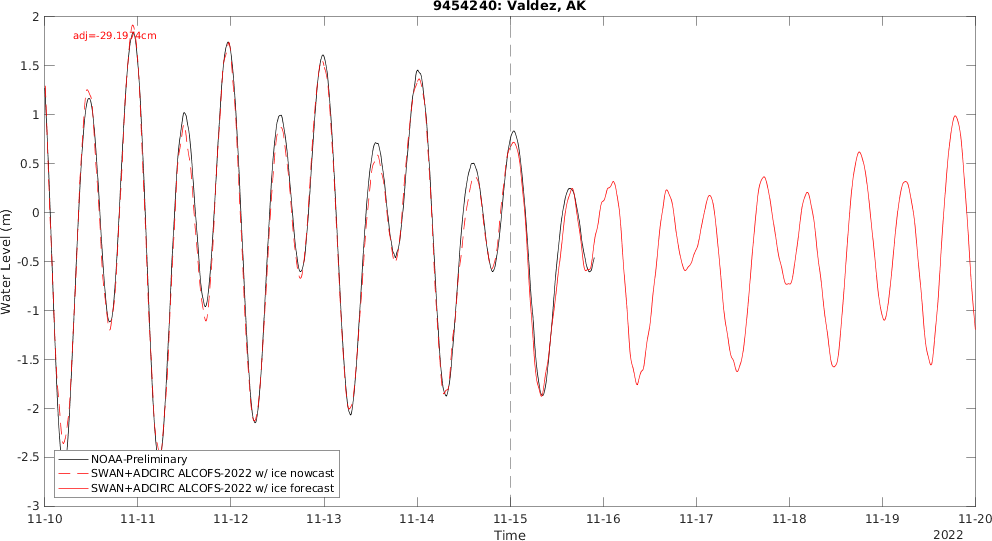 9454240: Valdez, AK
adj=-29.1974cm
2
1.5
1
0.5
0
-0.5
-1
-1.5
-2
-2.5
-3
Water Level (m)
NOAA-Preliminary
SWAN+ADCIRC ALCOFS-2022 w/ ice nowcast
SWAN+ADCIRC ALCOFS-2022 w/ ice forecast
11-10 11-11 11-12 11-13 11-14 11-15 11-16 11-17 11-18 11-19 11-20
Time
2022